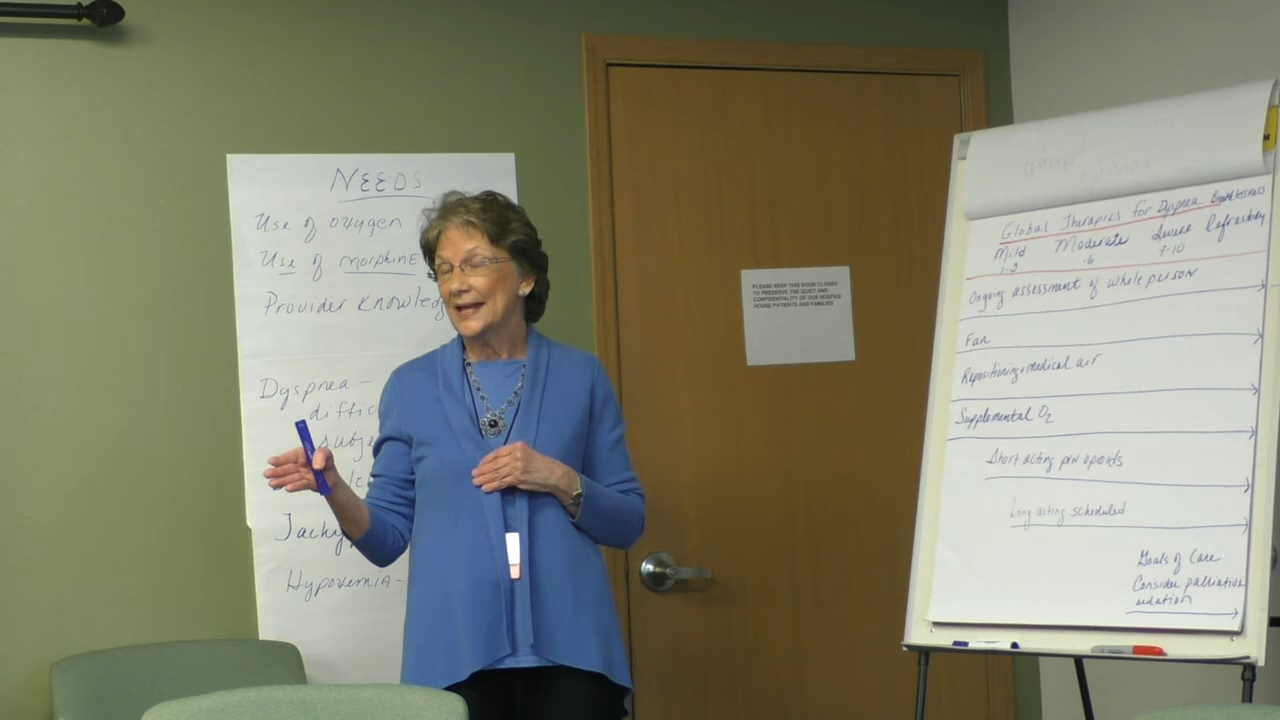 NEEDS
Use of oxygen
Use of morphine
Provider Knowledg
Dyspnea -
diffic
subje
Tachy
Hypoxemia -
PLEASE KEEP THIS DOOR CLOSED
TO PRESERVE THE QUIET AND
CONFIDENTIALITY OF OUR HOSPICE
HOUSE PATIENTS AND FAMILIES
Global Therapies for Dyspnea Breathlessness
Mild Moderate Severe Refractory
1-3 -6 7-10
Ongoing assessment of whole person
Fan
Repositioning + medical air
Supplemental O2
Short acting prn opioids
Long acting scheduled
Goals of Care
Consider palliative
sedation